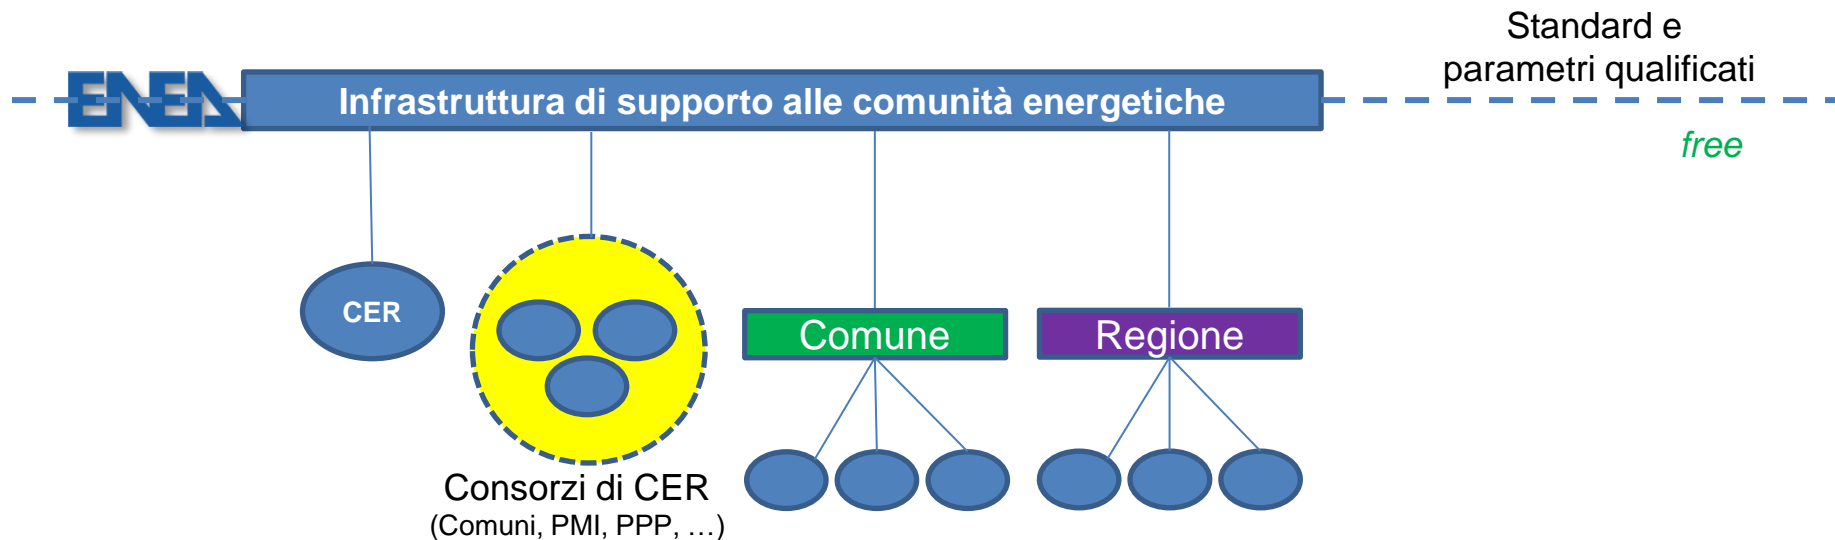 Standard e
parametri qualificati
ENEA
Infrastruttura di supporto alle comunità energetiche
free
CER
Comune
Regione
Consorzi di CER
(Comuni, PMI, PPP, …)